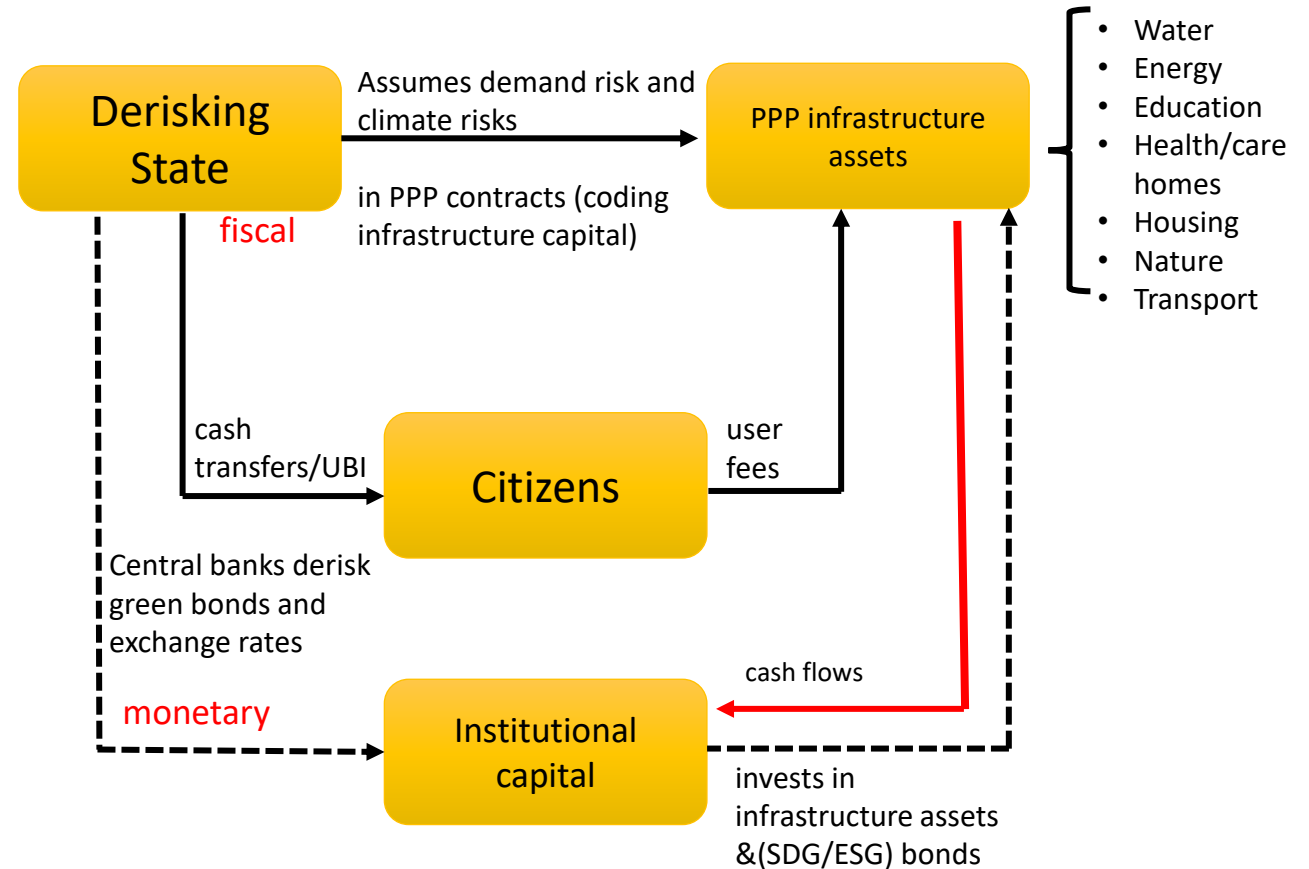 Derisking
State
Assumes demand risk and
climate risks
in PPP contracts (coding
infrastructure capital)
fiscal
PPP infrastructure
assets
• Water
• Energy
• Education
• Health/care
homes
• Housing
• Nature
• Transport
cash
transfers/UBI
Citizens
user
fees
Central banks derisk
green bonds and
exchange rates
monetary
Institutional
capital
cash flows
invests in
infrastructure assets
&(SDG/ESG) bonds